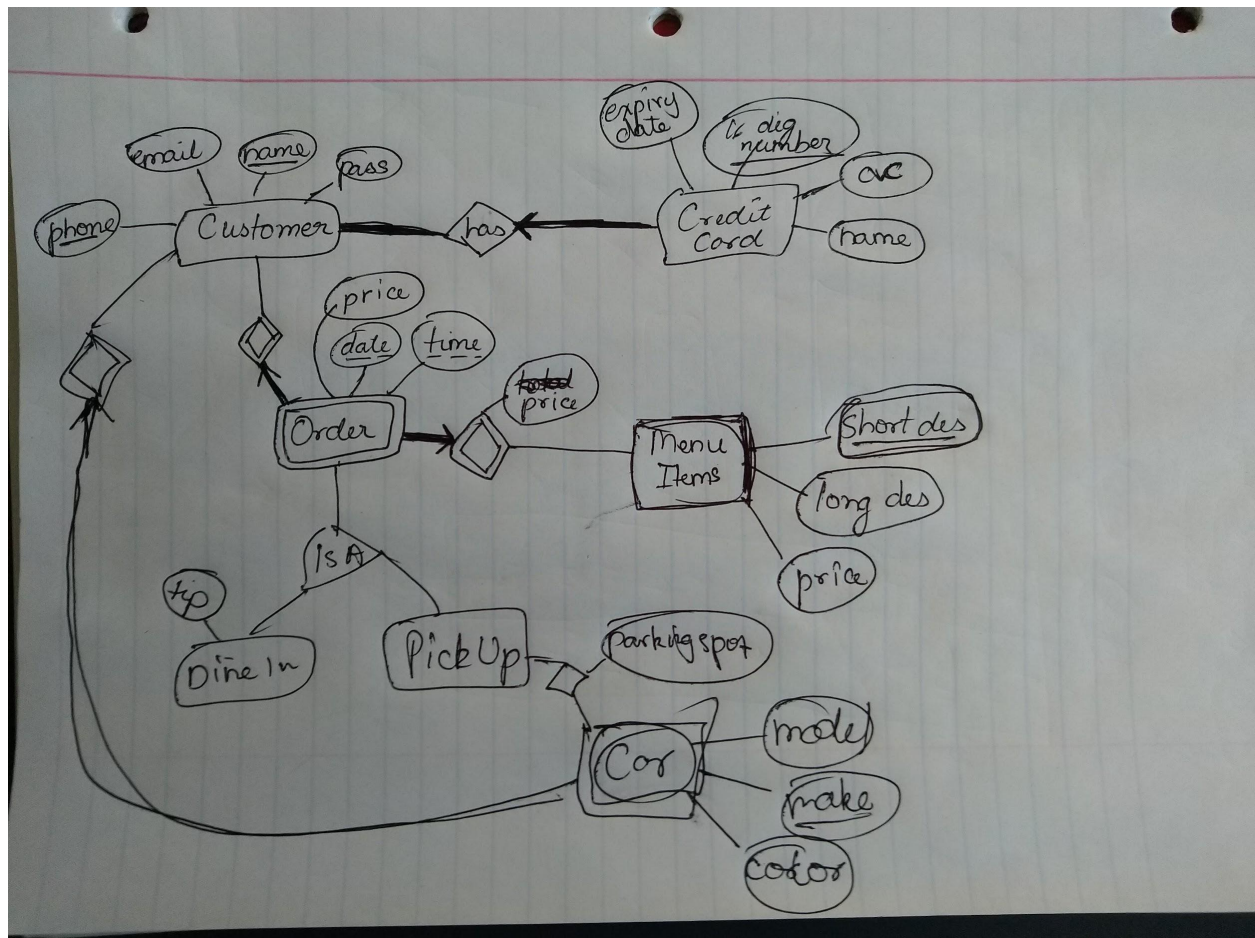 expiry
date
16 dig
number
email
name
pass
cvc
phone
Customer
has
Credit
Card
name
price
date
time
price
Order
Menu
Items
Short des
long des
IsA
price
tip
Dine In
PickUp
parking spot
Car
model
make
color